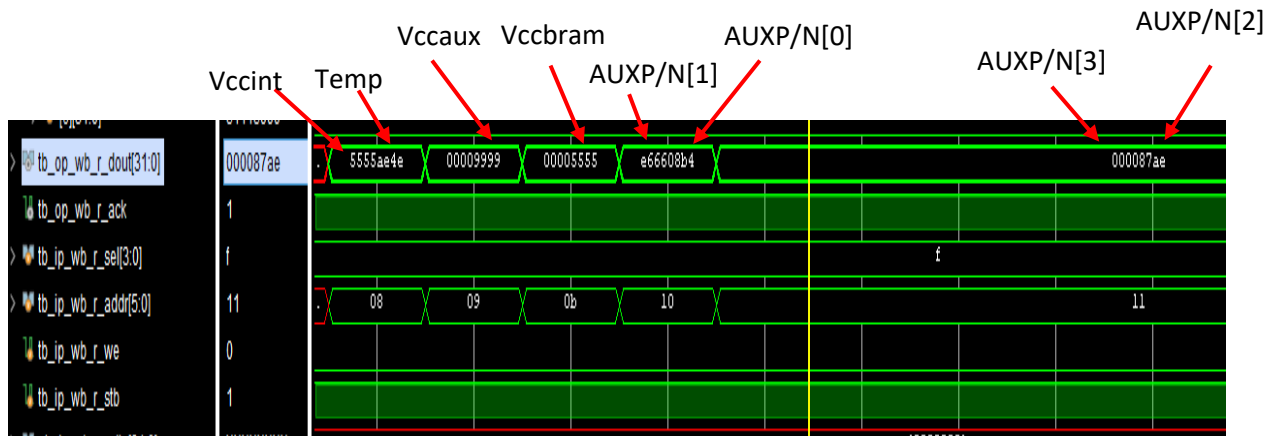 AUXP/N[2]
Vccaux Vccbram AUXP/N[0]
AUXP/N[3]
Vccint Temp AUXP/N[1]
tb_op_wb_r_dout[31:0] 000087ae 5555ae4e 00009999 00005555 e66608b4 000087ae
tb_op_wb_r_ack 1
tb_ip_wb_r_sel[3:0] f f
tb_ip_wb_r_addr[5:0] 11 08 09 0b 10 11
tb_ip_wb_r_we 0
tb_ip_wb_r_stb 1